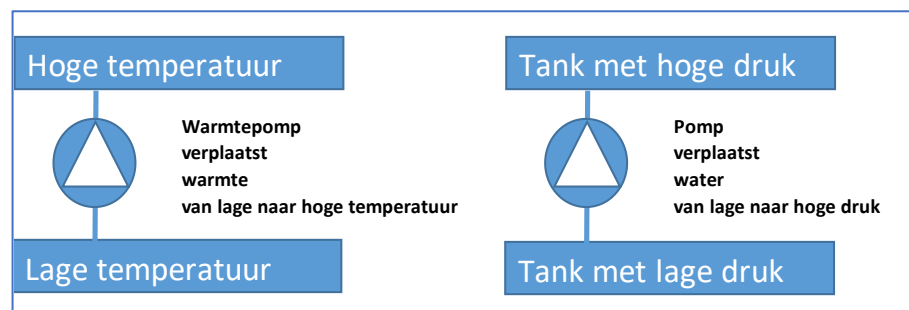 Hoge temperatuur
Warmtepomp
verplaatst
warmte
van lage naar hoge temperatuur
Lage temperatuur
Tank met hoge druk
Pomp
verplaatst
water
van lage naar hoge druk
Tank met lage druk